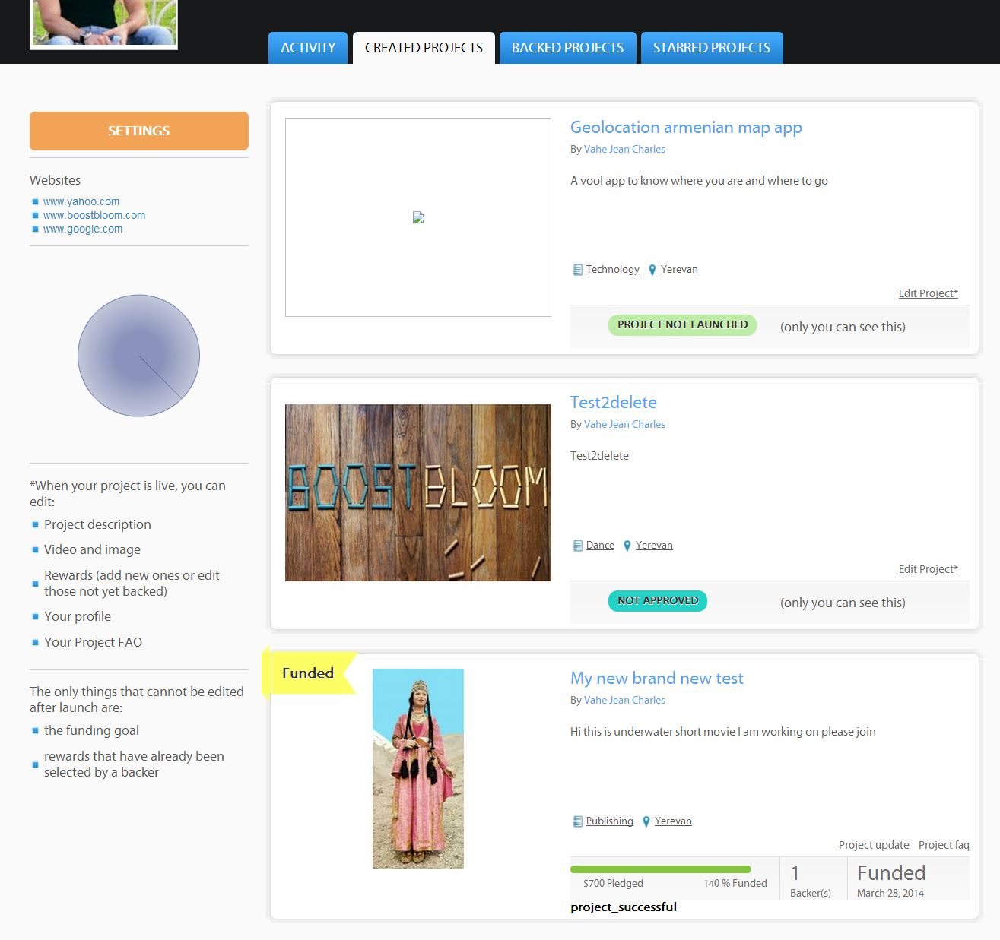 ACTIVITY
CREATED PROJECTS
BACKED PROJECTS
STARRED PROJECTS
SETTINGS
Websites
www.yahoo.com
www.boostbloom.com
www.google.com
*When your project is live, you can
edit:
Project description
Video and image
Rewards (add new ones or edit
those not yet backed)
Your profile
Your Project FAQ
The only things that cannot be edited
after launch are:
the funding goal
rewards that have already been
selected by a backer
Geolocation armenian map app
By Vahe Jean Charles
A vool app to know where you are and where to go
Technology Yerevan
Edit Project*
PROJECT NOT LAUNCHED (only you can see this)
BOOSTBLOOM
Test2delete
By Vahe Jean Charles
Test2delete
Dance Yerevan
Edit Project*
NOT APPROVED (only you can see this)
Funded
My new brand new test
By Vahe Jean Charles
Hi this is underwater short movie I am working on please join
Publishing Yerevan
Project update Project faq
$700 Pledged 140 % Funded
1
Backer(s)
Funded
March 28, 2014
project_successful